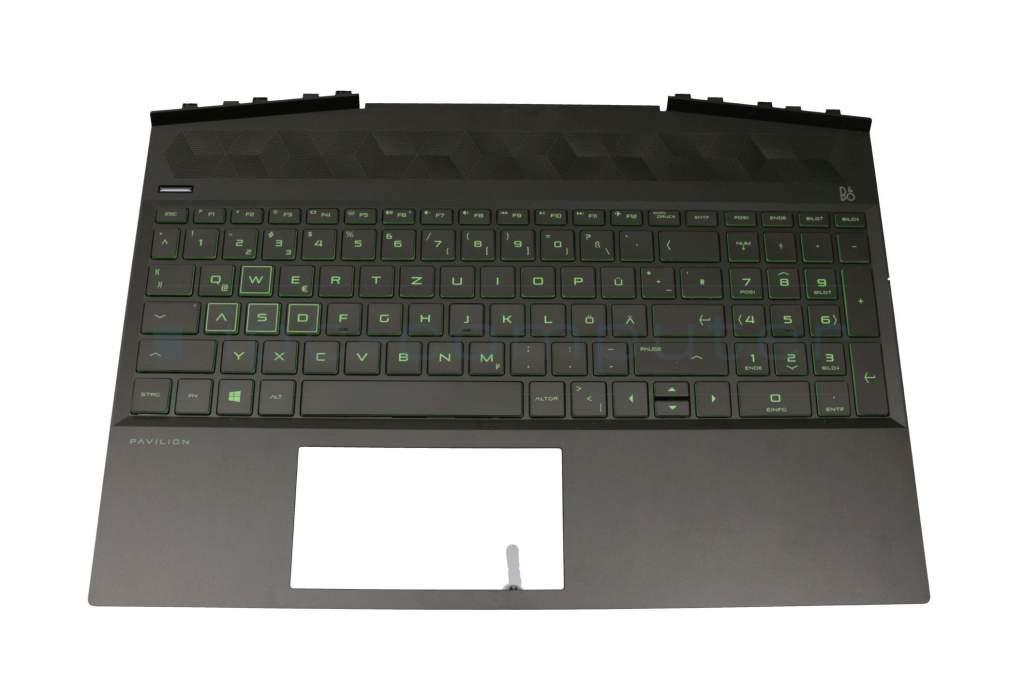 ESC F1 F2 F3 F4 F5 F6 F7 F8 F9 F10 F11 F12 DRUCK ENTF POS1 ENDE BILD↑ BILD↓
B&O
^ ! 1 " 2 2 § 3 3 $ 4 % 5 & 6 / 7 { ( 8 [ ) 9 ] = 0 } ? ß \ NUM -
Q @ W E € R T Z U I O P Ü * + ~ 7 POS1 8 9 BILD↑ +
A S D F G H J K L Ö Ä ' # 4 5 6
Y X C V B N M µ ; , : . _ - PAUSE 1 ENDE 2 3 BILD↓
STRG FN ALT ALTGR > < | 0 EINFG . ENTF
PAVILION